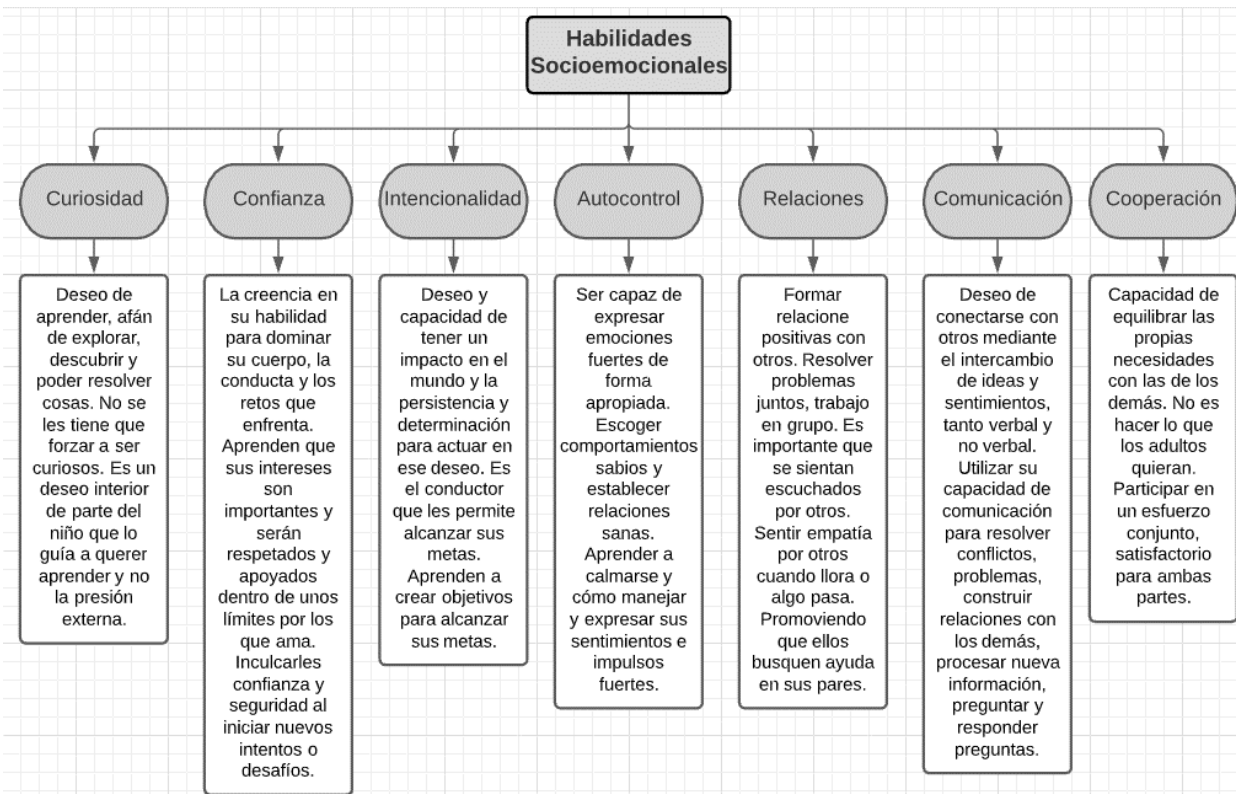 Habilidades
Socioemocionales
Curiosidad
Confianza
Intencionalidad
Autocontrol
Relaciones
Comunicación
Cooperación
Deseo de
aprender, afán
de explorar,
descubrir y
poder resolver
cosas. No se
les tiene que
forzar a ser
curiosos. Es un
deseo interior
de parte del
niño que lo
guía a querer
aprender y no
la presión
externa.
La creencia en
su habilidad
para dominar
su cuerpo, la
conducta y los
retos que
enfrenta.
Aprenden que
sus intereses
son
importantes y
serán
respetados y
apoyados
dentro de unos
límites por los
que ama.
Inculcarles
confianza y
seguridad al
iniciar nuevos
intentos o
desafíos.
Deseo y
capacidad de
tener un
impacto en el
mundo y la
persistencia y
determinación
para actuar en
ese deseo. Es
el conductor
que les permite
alcanzar sus
metas.
Aprenden a
crear objetivos
para alcanzar
sus metas.
Ser capaz de
expresar
emociones
fuertes de
forma
apropiada.
Escoger
comportamientos
sabios y
establecer
relaciones
sanas.
Aprender a
calmarse y
cómo manejar
y expresar sus
sentimientos e
impulsos
fuertes.
Formar
relacione
positivas con
otros. Resolver
problemas
juntos, trabajo
en grupo. Es
importante que
se sientan
escuchados
por otros.
Sentir empatía
por otros
cuando llora o
algo pasa.
Promoviendo
que ellos
busquen ayuda
en sus pares.
Deseo de
conectarse con
otros mediante
el intercambio
de ideas y
sentimientos,
tanto verbal y
no verbal.
Utilizar su
capacidad de
comunicación
para resolver
conflictos,
problemas,
construir
relaciones con
los demás,
procesar nueva
información,
preguntar y
responder
preguntas.
Capacidad de
equilibrar las
propias
necesidades
con las de los
demás. No es
hacer lo que
los adultos
quieran.
Participar en
un esfuerzo
conjunto,
satisfactorio
para ambas
partes.